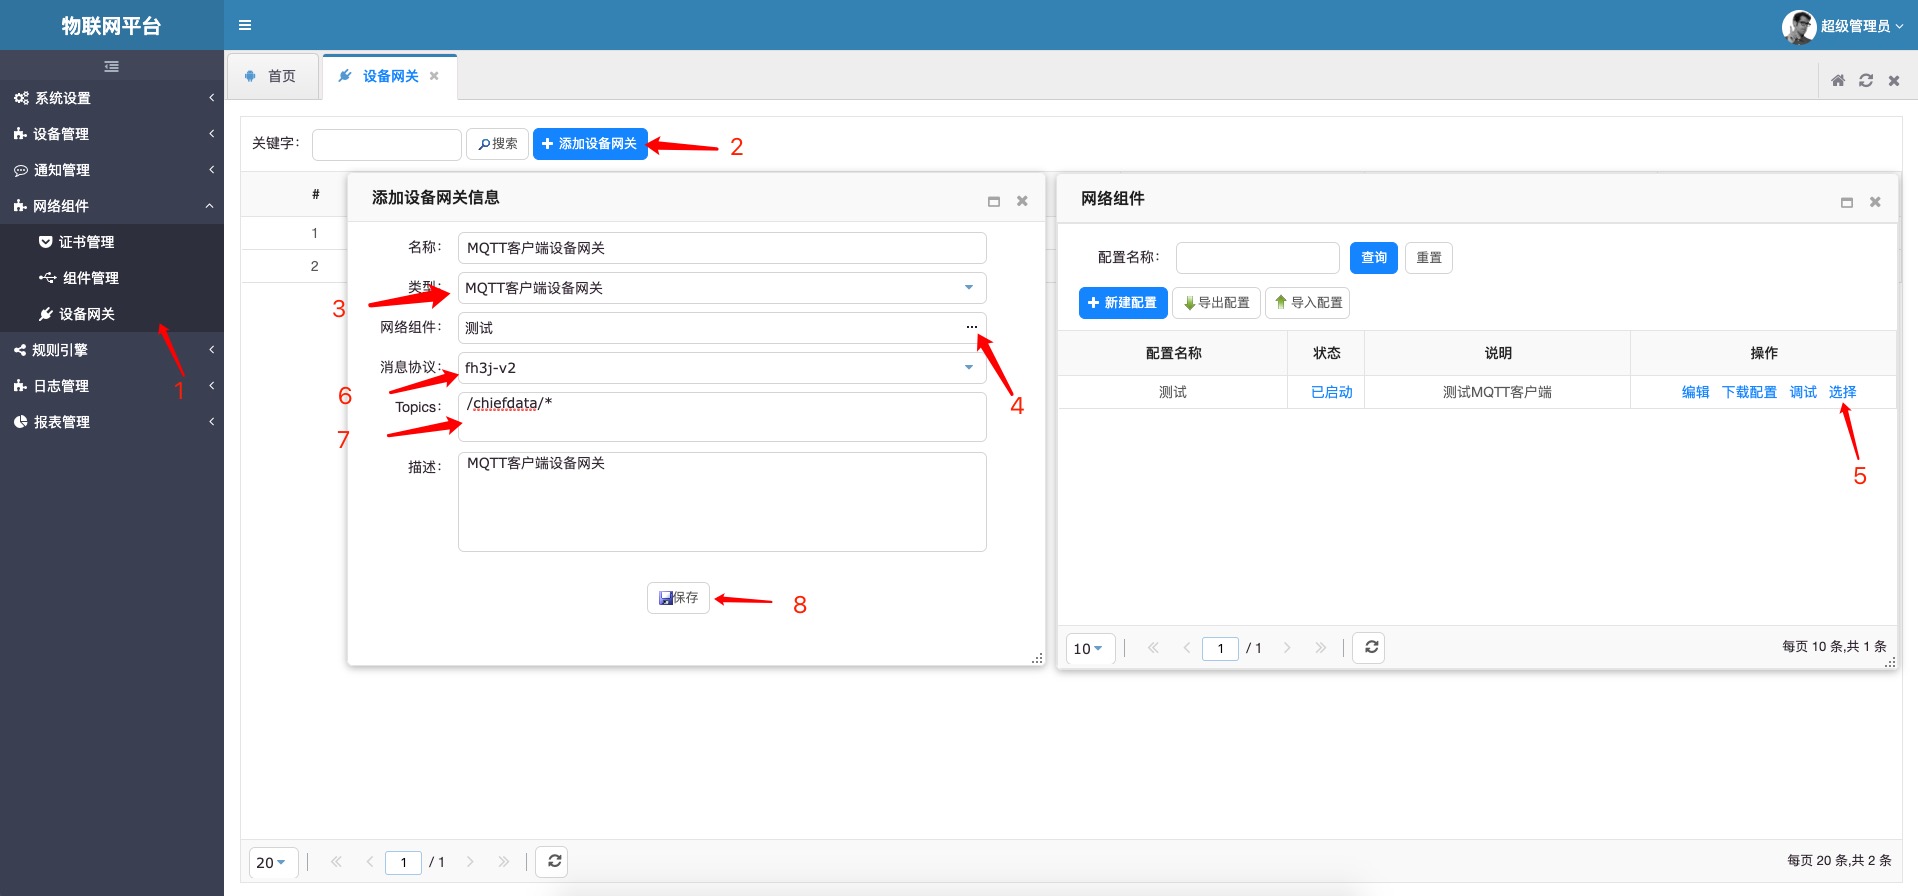 物联网平台
超级管理员
首页
设备网关
系统设置
设备管理
通知管理
网络组件
证书管理
组件管理
设备网关
规则引擎
日志管理
报表管理
1
关键字：
搜索
添加设备网关
2
#
1
2
添加设备网关信息
名称： MQTT客户端设备网关
3
类型： MQTT客户端设备网关
网络组件： 测试 ...
4
6
消息协议： fh3j-v2
7
Topics： /chiefdata/*
描述： MQTT客户端设备网关
保存
8
网络组件
配置名称： 查询 重置
新建配置 导出配置 导入配置
配置名称 状态 说明 操作
测试 已启动 测试MQTT客户端 编辑 下载配置 调试 选择
5
10 1 / 1 每页 10 条,共 1 条
20 1 / 1 每页 20 条,共 2 条